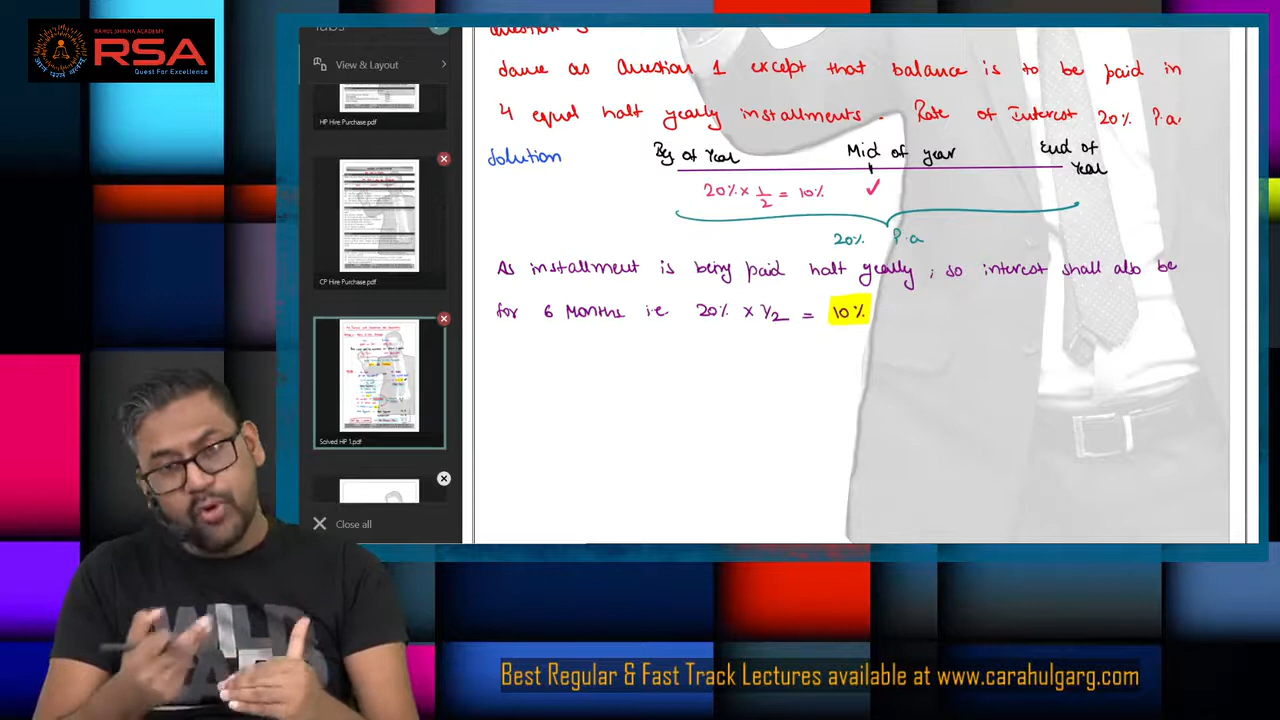 RAHUL SHIKHA ACADEMY
RSA
Quest For Excellence
View & Layout
HP Hire Purchase.pdf
CP Hire Purchase.pdf
Solved HP 1.pdf
Close all
Same as Question 1 except that balance is to be paid in
4 equal half yearly installments. Rate of Interest 20% P.a.
Solution
Beg of Year
Mid of year
End of Year
20% x 1/2 = 10% ✓
20% P.a
As installment is being paid half yearly, so interest shall also be
for 6 Months i.e 20% x 1/2 = 10%
Best Regular & Fast Track Lectures available at www.carahulgarg.com